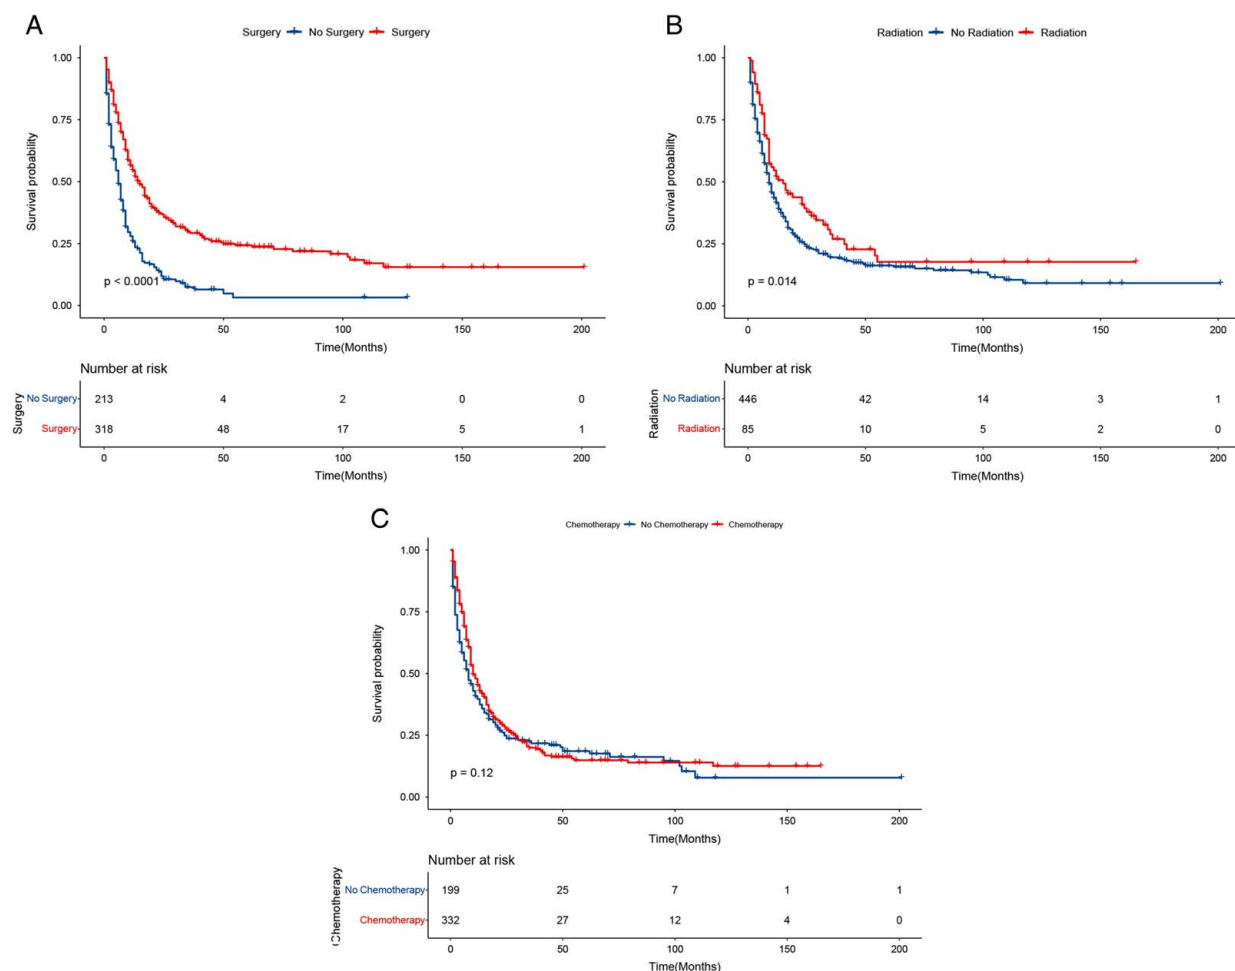 A
Surgery No Surgery Surgery
1.00
0.75
0.50
0.25
0.00
Survival probability
p < 0.0001
0 50 100 150 200
Time(Months)
Number at risk
Surgery
No Surgery 213 4 2 0 0
Surgery 318 48 17 5 1
0 50 100 150 200
Time(Months)
B
Radiation No Radiation Radiation
1.00
0.75
0.50
0.25
0.00
Survival probability
p = 0.014
0 50 100 150 200
Time(Months)
Number at risk
Radiation
No Radiation 446 42 14 3 1
Radiation 85 10 5 2 0
0 50 100 150 200
Time(Months)
C
Chemotherapy No Chemotherapy Chemotherapy
1.00
0.75
0.50
0.25
0.00
Survival probability
p = 0.12
0 50 100 150 200
Time(Months)
Number at risk
Chemotherapy
No Chemotherapy 199 25 7 1 1
Chemotherapy 332 27 12 4 0
0 50 100 150 200
Time(Months)